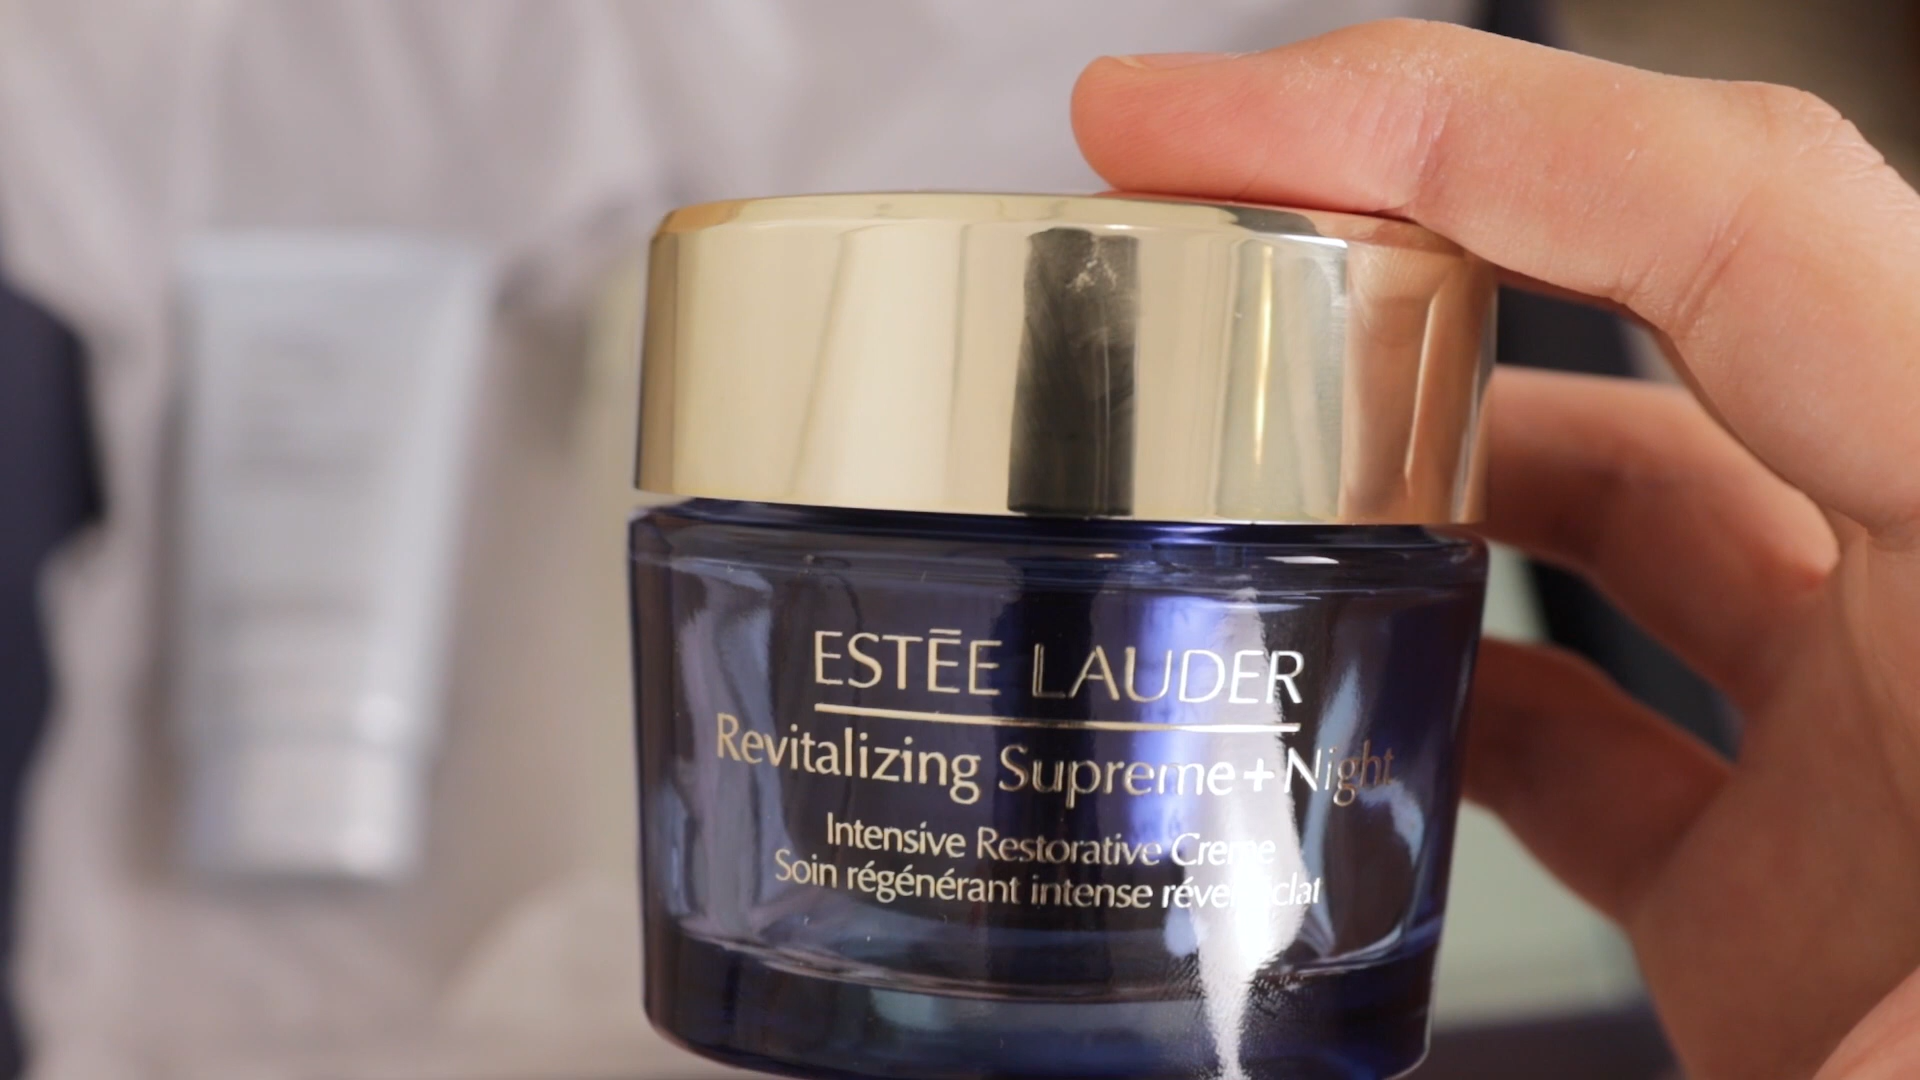 ESTĒE LAUDER
Revitalizing Supreme+Night
Intensive Restorative Creme
Soin régénérant intense